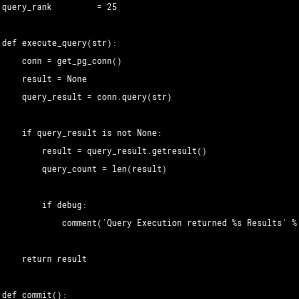 query_rank         = 25
def execute_query(str):
    conn = get_pg_conn()
    result = None
    query_result = conn.query(str)
    if query_result is not None:
        result = query_result.getresult()
        query_count = len(result)
        if debug:
            comment('Query Execution returned %s Results' %
    return result
def commit():